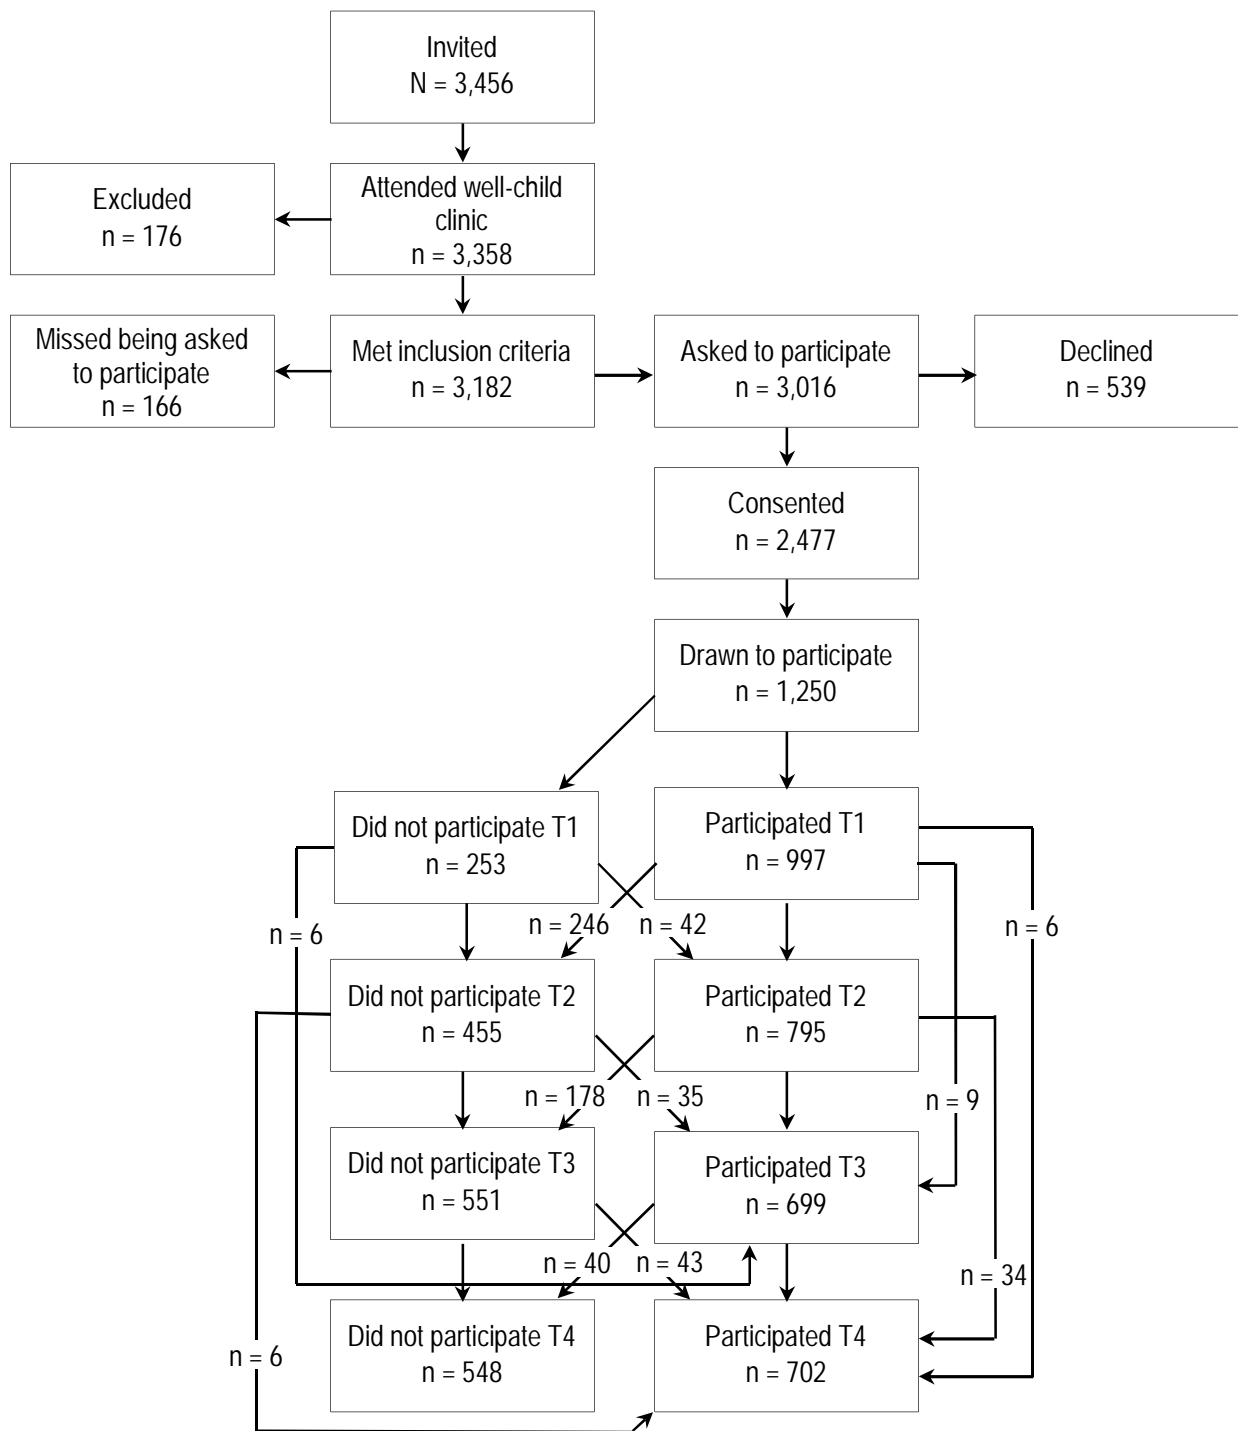 Invited
N = 3,456
Excluded
n = 176
Attended well-child
clinic
n = 3,358
Missed being asked
to participate
n = 166
Met inclusion criteria
n = 3,182
Asked to participate
n = 3,016
Declined
n = 539
Consented
n = 2,477
Drawn to participate
n = 1,250
Did not participate T1
n = 253
Participated T1
n = 997
n = 6
n = 246
n = 42
n = 6
Did not participate T2
n = 455
Participated T2
n = 795
n = 178
n = 35
n = 9
Did not participate T3
n = 551
Participated T3
n = 699
n = 40
n = 43
n = 34
Did not participate T4
n = 548
Participated T4
n = 702
n = 6